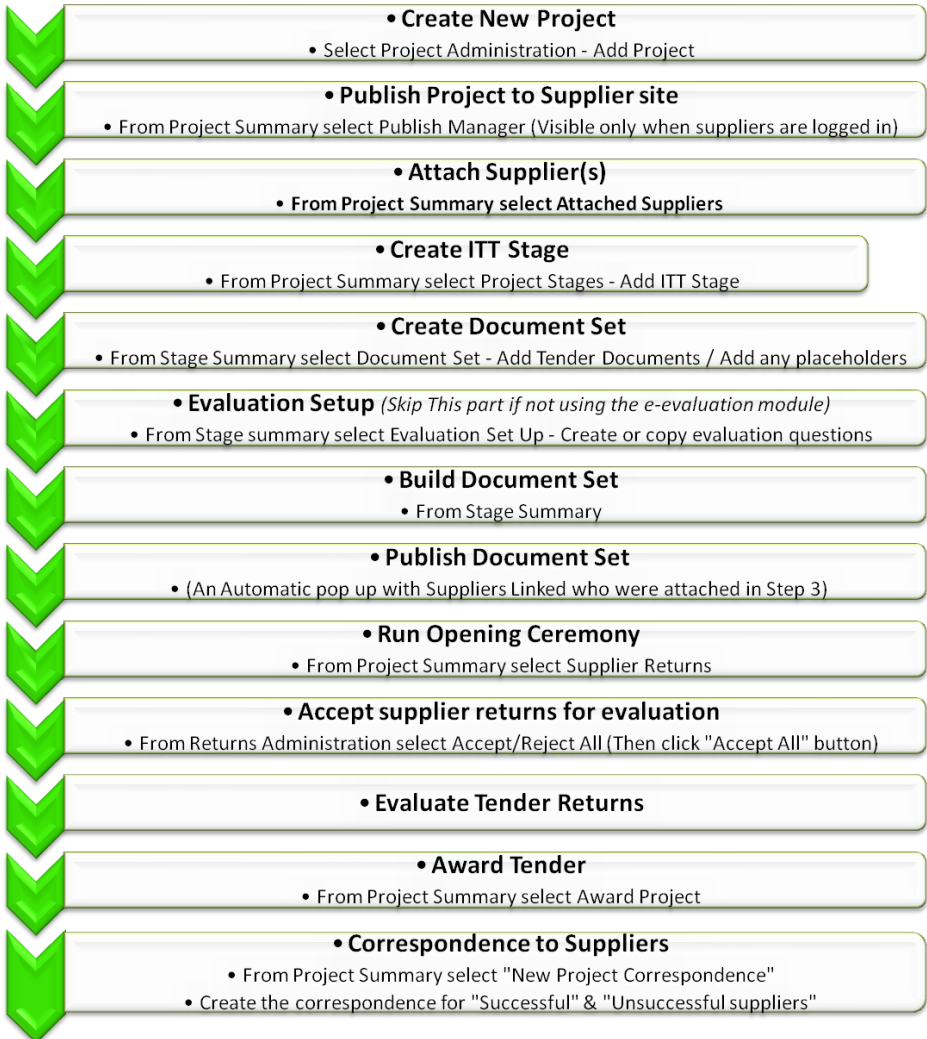 • Create New Project
• Select Project Administration - Add Project
• Publish Project to Supplier site
• From Project Summary select Publish Manager (Visible only when suppliers are logged in)
• Attach Supplier(s)
• From Project Summary select Attached Suppliers
• Create ITT Stage
• From Project Summary select Project Stages - Add ITT Stage
• Create Document Set
• From Stage Summary select Document Set - Add Tender Documents / Add any placeholders
• Evaluation Setup (Skip This part if not using the e-evaluation module)
• From Stage summary select Evaluation Set Up - Create or copy evaluation questions
• Build Document Set
• From Stage Summary
• Publish Document Set
• (An Automatic pop up with Suppliers Linked who were attached in Step 3)
• Run Opening Ceremony
• From Project Summary select Supplier Returns
• Accept supplier returns for evaluation
• From Returns Administration select Accept/Reject All (Then click "Accept All" button)
• Evaluate Tender Returns
• Award Tender
• From Project Summary select Award Project
• Correspondence to Suppliers
• From Project Summary select "New Project Correspondence"
• Create the correspondence for "Successful" & "Unsuccessful suppliers"